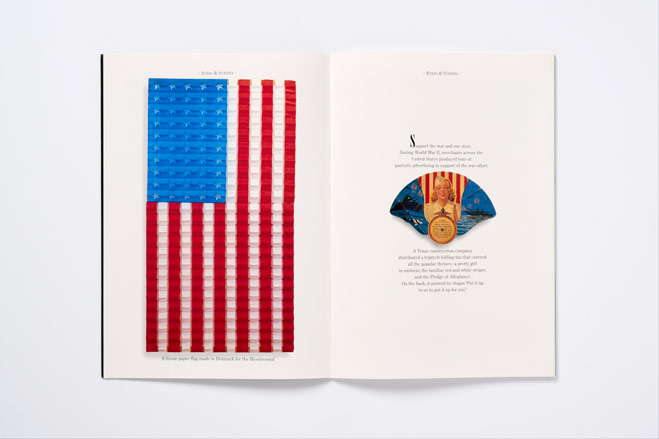 - Stars & Stripes -
A tissue paper flag made in Denmark for the Bicentennial.
- Stars & Stripes -
Support the war and our store.
During World War II, merchants across the
United States produced tons of
patriotic advertising in support of the war effort.
A Texas construction company
distributed a triptych folding fan that covered
all the popular themes—a pretty girl
in uniform, the familiar red and white stripes
and the Pledge of Allegiance.
On the back, it printed its slogan "Put it up
to us to put it up for you."